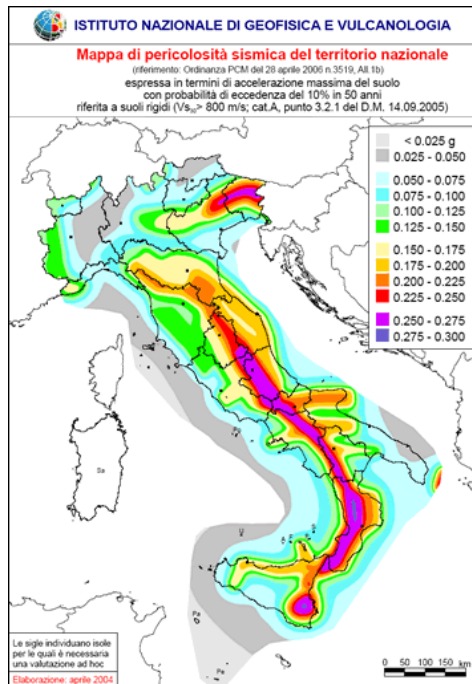 ISTITUTO NAZIONALE DI GEOFISICA E VULCANOLOGIA
Mappa di pericolosità sismica del territorio nazionale
(riferimento: Ordinanza PCM del 28 aprile 2006 n.3519, All.1b)
espressa in termini di accelerazione massima del suolo
con probabilità di eccedenza del 10% in 50 anni
riferita a suoli rigidi (Vs30> 800 m/s; cat.A, punto 3.2.1 del D.M. 14.09.2005)
< 0.025 g
0.025 - 0.050
0.050 - 0.075
0.075 - 0.100
0.100 - 0.125
0.125 - 0.150
0.150 - 0.175
0.175 - 0.200
0.200 - 0.225
0.225 - 0.250
0.250 - 0.275
0.275 - 0.300
Sa
U
Pa
Pe
Le sigle individuano isole
per le quali è necessaria
una valutazione ad hoc
Elaborazione: aprile 2004
0 50 100 150
km